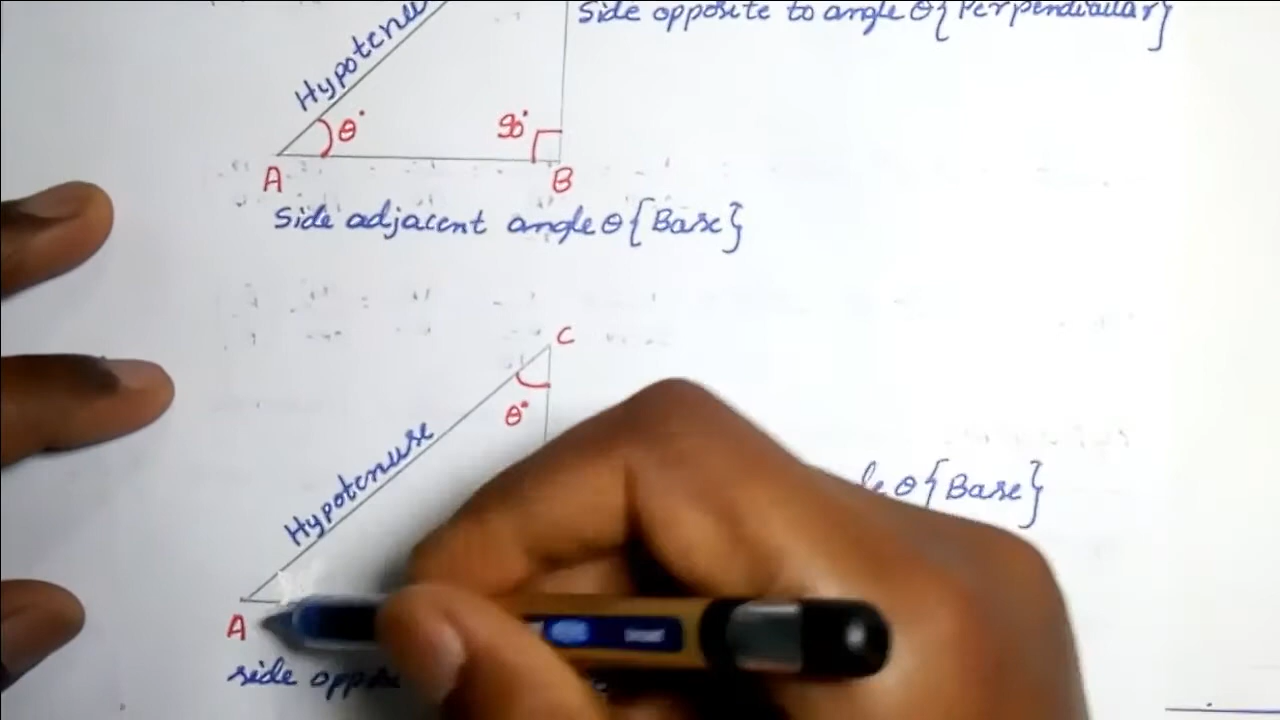 Side opposite to angle θ{Perpendicular}
Hypotenuse
θ°
90°
A
B
Side adjacent angle θ{Base}
C
θ°
Hypotenuse
θ{Base}
A
side